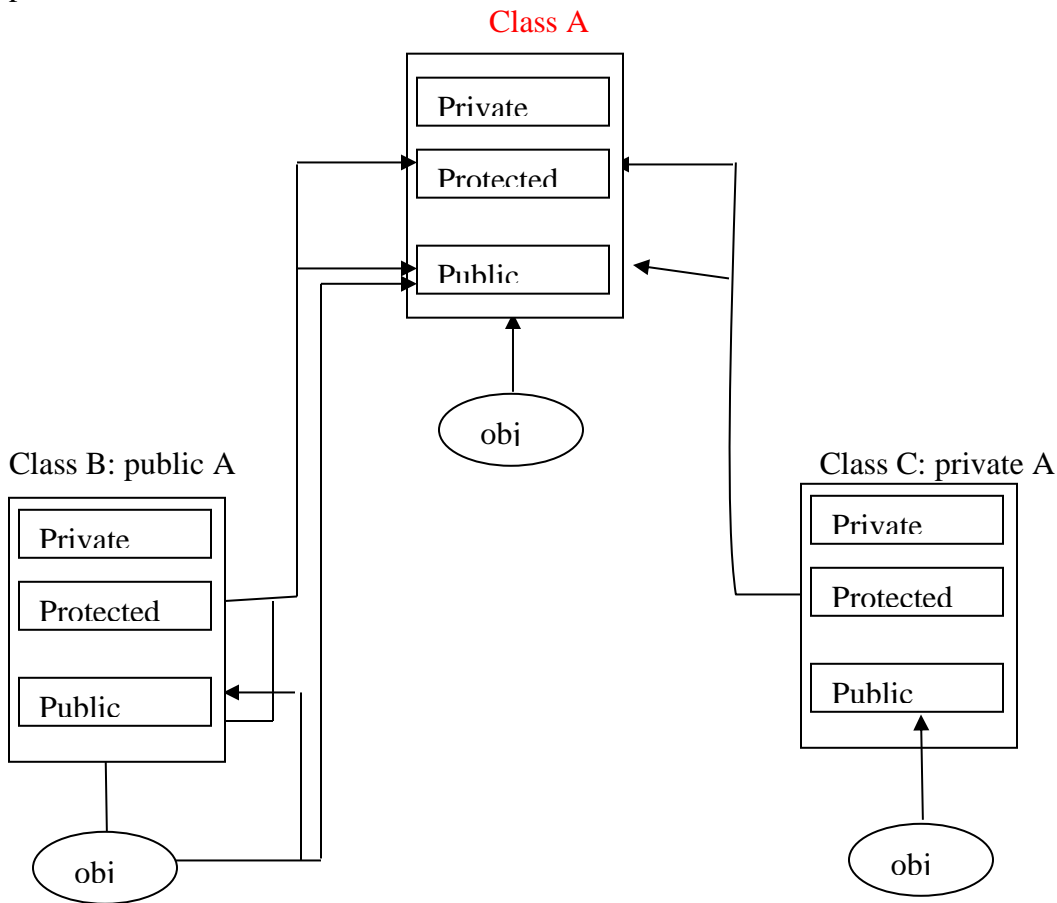 Class A
Private
Protected
Public
obj
Class B: public A
Private
Protected
Public
obj
Class C: private A
Private
Protected
Public
obj